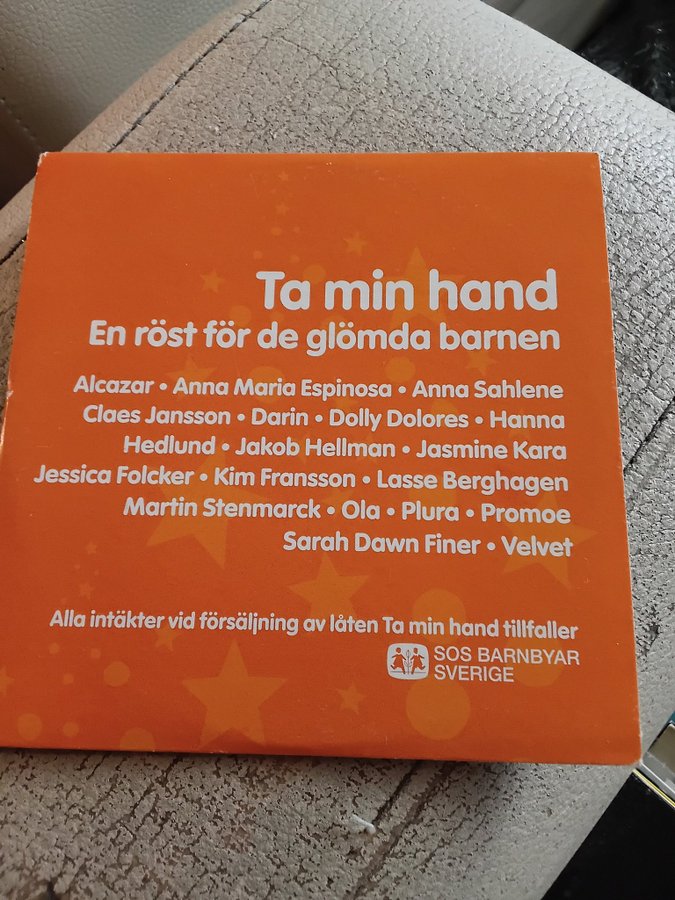 Ta min hand
En röst för de glömda barnen
Alcazar • Anna Maria Espinosa • Anna Sahlene
Claes Jansson • Darin • Dolly Dolores • Hanna
Hedlund • Jakob Hellman • Jasmine Kara
Jessica Folcker • Kim Fransson • Lasse Berghagen
Martin Stenmarck • Ola • Plura • Promoe
Sarah Dawn Finer • Velvet
Alla intäkter vid försäljning av låten Ta min hand tillfaller
SOS BARNBYAR
SVERIGE